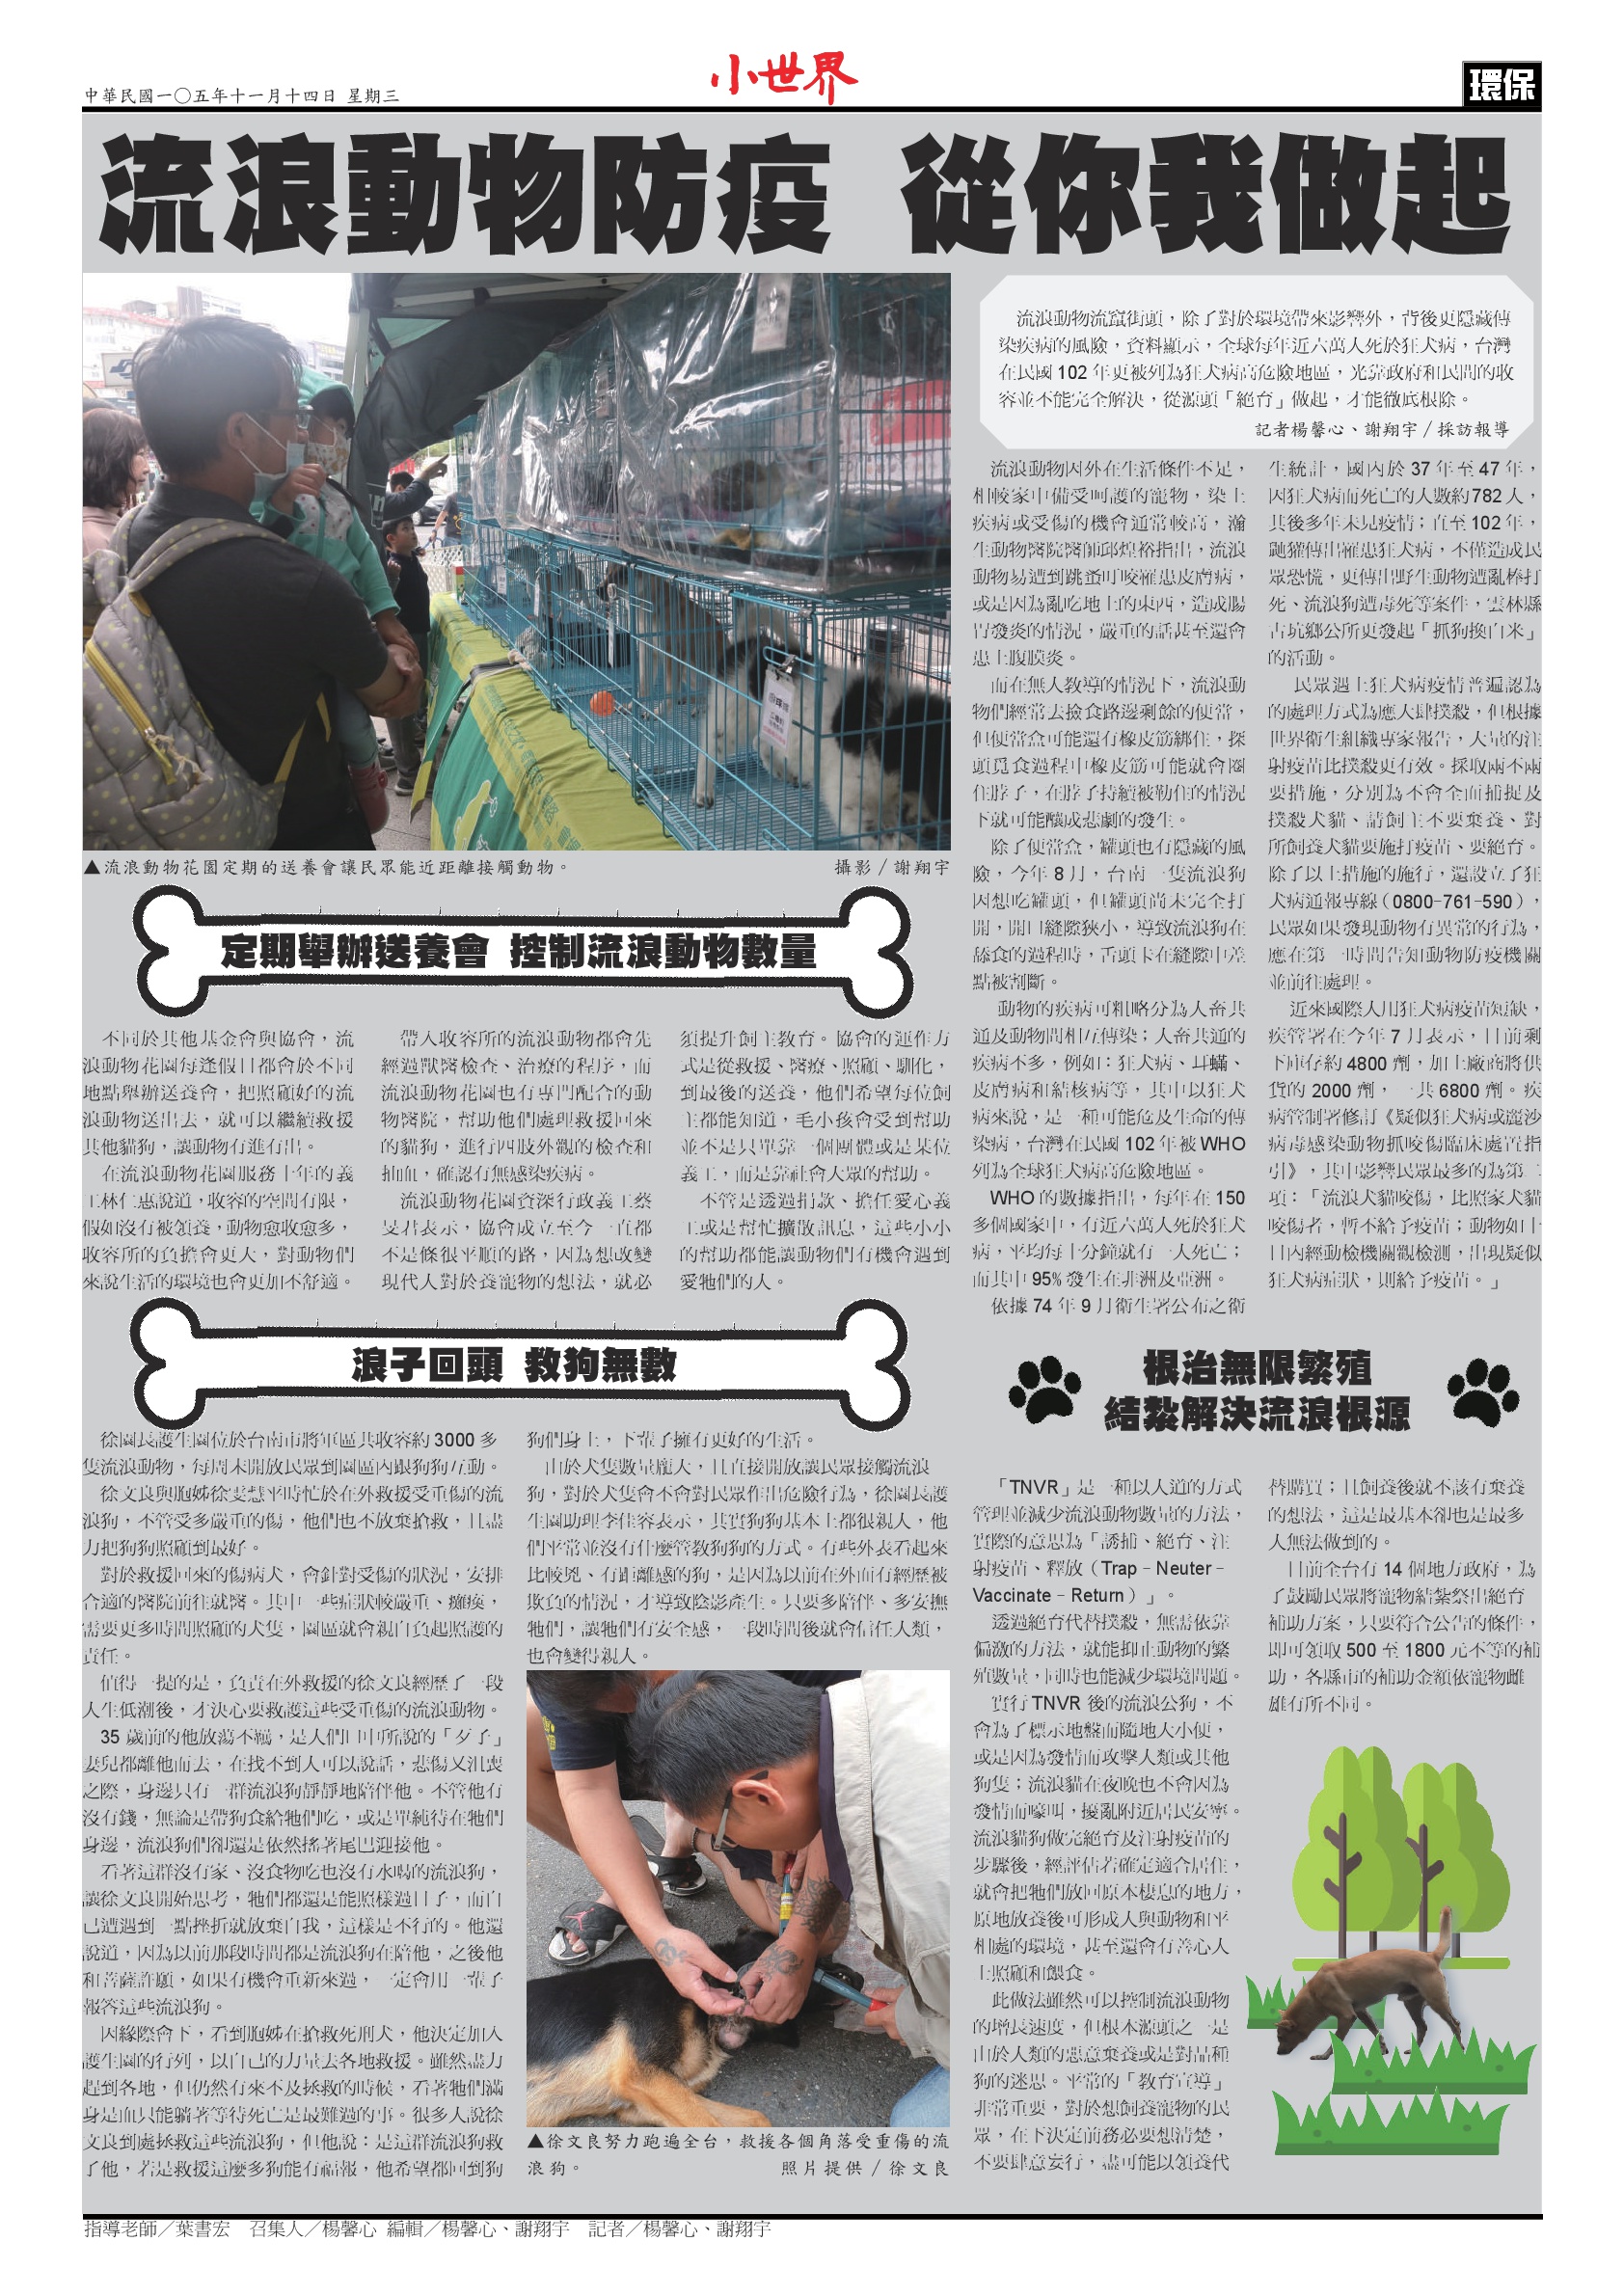 中華民國一〇五年十一月十四日 星期三
小世界
環保
流浪動物防疫 從你我做起
流浪動物流竄街頭，除了對於環境帶來影響外，背後更隱藏傳
染疾病的風險，資料顯示，全球每年近六萬人死於狂犬病，台灣
在民國 102 年更被列為狂犬病高危險地區，光靠政府和民間的收
容並不能完全解決，從源頭「絕育」做起，才能徹底根除。
記者楊馨心、謝翔宇／採訪報導
▲流浪動物花園定期的送養會讓民眾能近距離接觸動物。 攝影／謝翔宇
流浪動物因外在生活條件不足，
相較家中備受呵護的寵物，染上
疾病或受傷的機會通常較高，瀚
生動物醫院醫師邱煌裕指出，流浪
動物易遭到跳蚤叮咬罹患皮膚病，
或是因為亂吃地上的東西，造成腸
胃發炎的情況，嚴重的話甚至還會
患上腹膜炎。
而在無人教導的情況下，流浪動
物們經常去撿食路邊剩餘的便當，
但便當盒可能還有橡皮筋綁住，探
頭覓食過程中橡皮筋可能就會圈
住脖子，在脖子持續被勒住的情況
下就可能釀成悲劇的發生。
除了便當盒，罐頭也有隱藏的風
險，今年 8 月，台南一隻流浪狗
因想吃罐頭，但罐頭尚未完全打
開，開口縫隙狹小，導致流浪狗在
舔食的過程時，舌頭卡在縫隙中差
點被割斷。
動物的疾病可粗略分為人畜共
通及動物間相互傳染；人畜共通的
疾病不多，例如：狂犬病、耳蟎、
皮膚病和結核病等，其中以狂犬
病來說，是一種可能危及生命的傳
染病，台灣在民國 102 年被 WHO
列為全球狂犬病高危險地區。
WHO 的數據指出，每年在 150
多個國家中，有近六萬人死於狂犬
病，平均每十分鐘就有一人死亡；
而其中 95% 發生在非洲及亞洲。
依據 74 年 9 月衛生署公布之衛
生統計，國內於 37 年至 47 年，
因狂犬病而死亡的人數約 782 人，
其後多年未見疫情；直至 102 年，
鼬獾傳出罹患狂犬病，不僅造成民
眾恐慌，更傳出野生動物遭亂棒打
死、流浪狗遭毒死等案件，雲林縣
古坑鄉公所更發起「抓狗換白米」
的活動。
民眾遇上狂犬病疫情普遍認為
的處理方式為應大肆撲殺，但根據
世界衛生組織專家報告，大量的注
射疫苗比撲殺更有效。採取兩不兩
要措施，分別為不會全面捕捉及
撲殺犬貓、請飼主不要棄養、對
所飼養犬貓要施打疫苗、要絕育。
除了以上措施的施行，還設立了狂
犬病通報專線（0800-761-590），
民眾如果發現動物有異常的行為，
應在第一時間告知動物防疫機關
並前往處理。
近來國際人用狂犬病疫苗短缺，
疾管署在今年 7 月表示，目前剩
下庫存約 4800 劑，加上廠商將供
貨的 2000 劑，一共 6800 劑。疾
病管制署修訂《疑似狂犬病或麗沙
病毒感染動物抓咬傷臨床處置指
引》，其中影響民眾最多的為第二
項：「流浪犬貓咬傷，比照家犬貓
咬傷者，暫不給予疫苗；動物如十
日內經動檢機關觀檢測，出現疑似
狂犬病症狀，則給予疫苗。」
定期舉辦送養會 控制流浪動物數量
不同於其他基金會與協會，流
浪動物花園每逢假日都會於不同
地點舉辦送養會，把照顧好的流
浪動物送出去，就可以繼續救援
其他貓狗，讓動物有進有出。
在流浪動物花園服務十年的義
工林仁惠說道，收容的空間有限，
假如沒有被領養，動物愈收愈多，
收容所的負擔會更大，對動物們
來說生活的環境也會更加不舒適。
帶入收容所的流浪動物都會先
經過獸醫檢查、治療的程序，而
流浪動物花園也有專門配合的動
物醫院，幫助他們處理救援回來
的貓狗，進行四肢外觀的檢查和
抽血，確認有無感染疾病。
流浪動物花園資深行政義工蔡
旻君表示，協會成立至今一直都
不是條很平順的路，因為想改變
現代人對於養寵物的想法，就必
須提升飼主教育。協會的運作方
式是從救援、醫療、照顧、馴化，
到最後的送養，他們希望每位飼
主都能知道，毛小孩會受到幫助
並不是只單靠一個團體或是某位
義工，而是靠社會大眾的幫助。
不管是透過捐款、擔任愛心義
工或是幫忙擴散訊息，這些小小
的幫助都能讓動物們有機會遇到
愛牠們的人。
浪子回頭 救狗無數
徐園長護生園位於台南市將軍區共收容約 3000 多
隻流浪動物，每周末開放民眾到園區內跟狗狗互動。
徐文良與胞姊徐雯慧平時忙於在外救援受重傷的流
浪狗，不管受多嚴重的傷，他們也不放棄搶救，且盡
力把狗狗照顧到最好。
對於救援回來的傷病犬，會針對受傷的狀況，安排
合適的醫院前往就醫。其中一些症狀較嚴重、癱瘓，
需要更多時間照顧的犬隻，園區就會親自負起照護的
責任。
值得一提的是，負責在外救援的徐文良經歷了一段
人生低潮後，才決心要救護這些受重傷的流浪動物。
35 歲前的他放蕩不羈，是人們口中所說的「歹子」
妻兒都離他而去，在找不到人可以說話，悲傷又沮喪
之際，身邊只有一群流浪狗靜靜地陪伴他。不管他有
沒有錢，無論是帶狗食給牠們吃，或是單純待在牠們
身邊，流浪狗們卻還是依然搖著尾巴迎接他。
看著這群沒有家、沒食物吃也沒有水喝的流浪狗，
讓徐文良開始思考，牠們都還是能照樣過日子，而自
己遭遇到一點挫折就放棄自我，這樣是不行的。他還
說道，因為以前那段時間都是流浪狗在陪他，之後他
和菩薩許願，如果有機會重新來過，一定會用一輩子
報答這些流浪狗。
因緣際會下，看到胞姊在搶救死刑犬，他決定加入
護生園的行列，以自己的力量去各地救援。雖然盡力
趕到各地，但仍然有來不及拯救的時候，看著牠們滿
身是血只能躺著等待死亡是最難過的事。很多人說徐
文良到處拯救這些流浪狗，但他說：是這群流浪狗救
了他，若是救援這麼多狗能有福報，他希望都回到狗
狗們身上，下輩子擁有更好的生活。
由於犬隻數量龐大，且直接開放讓民眾接觸流浪
狗，對於犬隻會不會對民眾作出危險行為，徐園長護
生園助理李佳容表示，其實狗狗基本上都很親人，他
們平常並沒有什麼管教狗狗的方式。有些外表看起來
比較兇、有距離感的狗，是因為以前在外面有經歷被
欺負的情況，才導致陰影產生。只要多陪伴、多安撫
牠們，讓牠們有安全感，一段時間後就會信任人類，
也會變得親人。
▲徐文良努力跑遍全台，救援各個角落受重傷的流
浪狗。 照片提供／徐文良
根治無限繁殖
結紮解決流浪根源
「TNVR」是一種以人道的方式
管理並減少流浪動物數量的方法，
實際的意思為「誘捕、絕育、注
射疫苗、釋放（Trap－Neuter－
Vaccinate－Return）」。
透過絕育代替撲殺，無需依靠
偏激的方法，就能抑止動物的繁
殖數量，同時也能減少環境問題。
實行 TNVR 後的流浪公狗，不
會為了標示地盤而隨地大小便，
或是因為發情而攻擊人類或其他
狗隻；流浪貓在夜晚也不會因為
發情而嚎叫，擾亂附近居民安寧。
流浪貓狗做完絕育及注射疫苗的
步驟後，經評估若確定適合居住，
就會把牠們放回原本棲息的地方，
原地放養後可形成人與動物和平
相處的環境，甚至還會有善心人
士照顧和餵食。
此做法雖然可以控制流浪動物
的增長速度，但根本源頭之一是
由於人類的惡意棄養或是對品種
狗的迷思。平常的「教育宣導」
非常重要，對於想飼養寵物的民
眾，在下決定前務必要想清楚，
不要肆意妄行，盡可能以領養代
替購買；且飼養後就不該有棄養
的想法，這是最基本卻也是最多
人無法做到的。
目前全台有 14 個地方政府，為
了鼓勵民眾將寵物結紮祭出絕育
補助方案，只要符合公告的條件，
即可領取 500 至 1800 元不等的補
助，各縣市的補助金額依寵物雌
雄有所不同。
指導老師／葉書宏 召集人／楊馨心 編輯／楊馨心、謝翔宇 記者／楊馨心、謝翔宇